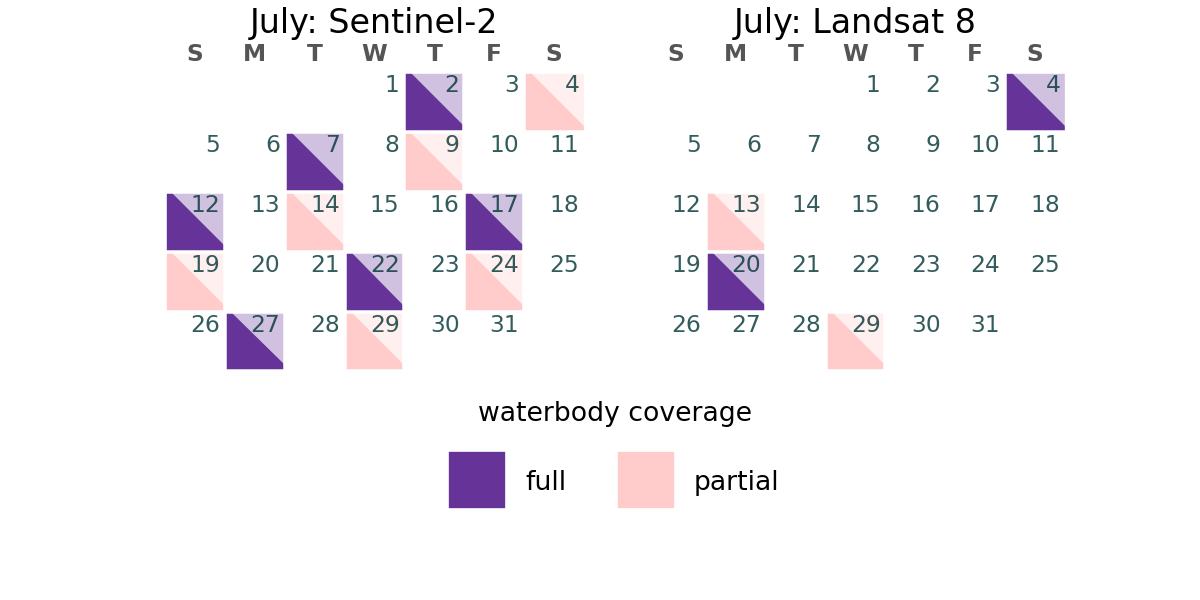 July: Sentinel-2
S M T W T F S
1 2 3 4
5 6 7 8 9 10 11
12 13 14 15 16 17 18
19 20 21 22 23 24 25
26 27 28 29 30 31
July: Landsat 8
S M T W T F S
1 2 3 4
5 6 7 8 9 10 11
12 13 14 15 16 17 18
19 20 21 22 23 24 25
26 27 28 29 30 31
waterbody coverage
full
partial